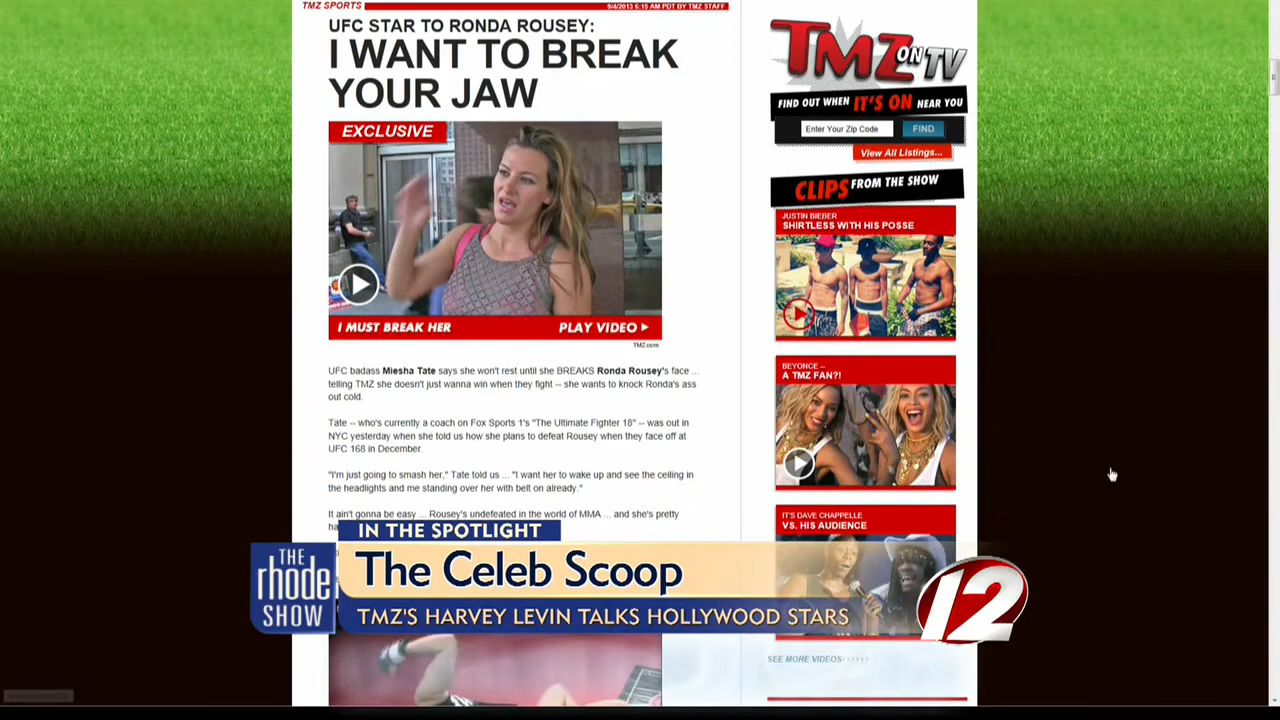 TMZ SPORTS
9/4/2013 6:15 AM PDT BY TMZ STAFF
UFC STAR TO RONDA ROUSEY:
I WANT TO BREAK
YOUR JAW
EXCLUSIVE
I MUST BREAK HER
PLAY VIDEO
TMZ.com
UFC badass Miesha Tate says she won't rest until she BREAKS Ronda Rousey's face ...
telling TMZ she doesn't just wanna win when they fight -- she wants to knock Ronda's ass
out cold.
Tate -- who's currently a coach on Fox Sports 1's "The Ultimate Fighter 18" -- was out in
NYC yesterday when she told us how she plans to defeat Rousey when they face off at
UFC 168 in December.
"I'm just going to smash her," Tate told us ... "I want her to wake up and see the ceiling in
the headlights and me standing over her with belt on already."
It ain't gonna be easy ... Rousey's undefeated in the world of MMA ... and she's pretty
TMZ ON TV
FIND OUT WHEN IT'S ON NEAR YOU
Enter Your Zip Code
FIND
View All Listings...
CLIPS FROM THE SHOW
JUSTIN BIEBER
SHIRTLESS WITH HIS POSSE
BEYONCE --
A TMZ FAN?!
IT'S DAVE CHAPPELLE
VS. HIS AUDIENCE
SEE MORE VIDEOS
IN THE SPOTLIGHT
THE
rhode
SHOW
The Celeb Scoop
TMZ'S HARVEY LEVIN TALKS HOLLYWOOD STARS
12